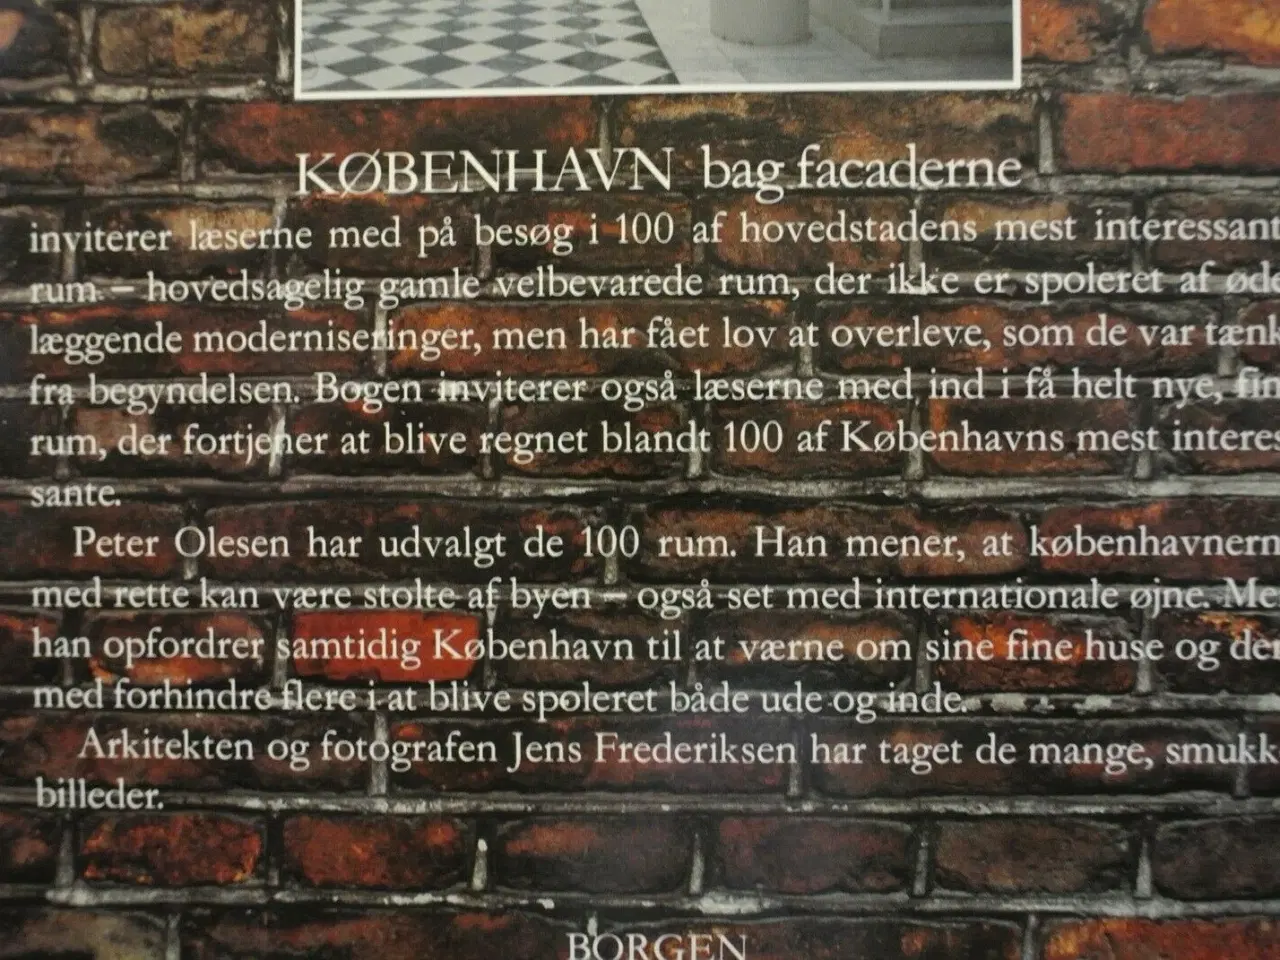 KØBENHAVN bag facaderne
inviterer læserne med på besøg i 100 af hovedstadens mest interessant
rum – hovedsagelig gamle velbevarede rum, der ikke er spoleret af øde
læggende moderniseringer, men har fået lov at overleve, som de var tænk
fra begyndelsen. Bogen inviterer også læserne med ind i få helt nye, fin
rum, der fortjener at blive regnet blandt 100 af Københavns mest interes
sante.
Peter Olesen har udvalgt de 100 rum. Han mener, at københavnern
med rette kan være stolte af byen – også set med internationale øjne. Me
han opfordrer samtidig København til at værne om sine fine huse og der
med forhindre flere i at blive spoleret både ude og inde.
Arkitekten og fotografen Jens Frederiksen har taget de mange, smukk
billeder.
BORGEN